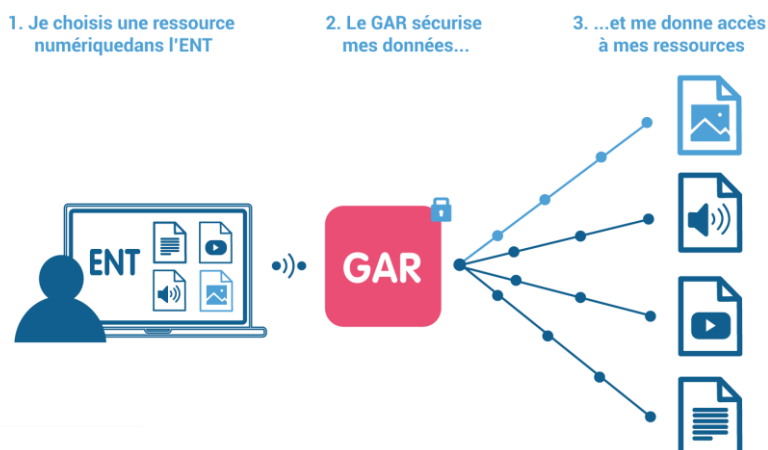 1. Je choisis une ressource
numériquedans l'ENT
2. Le GAR sécurise
mes données...
3. ...et me donne accès
à mes ressources
ENT
GAR